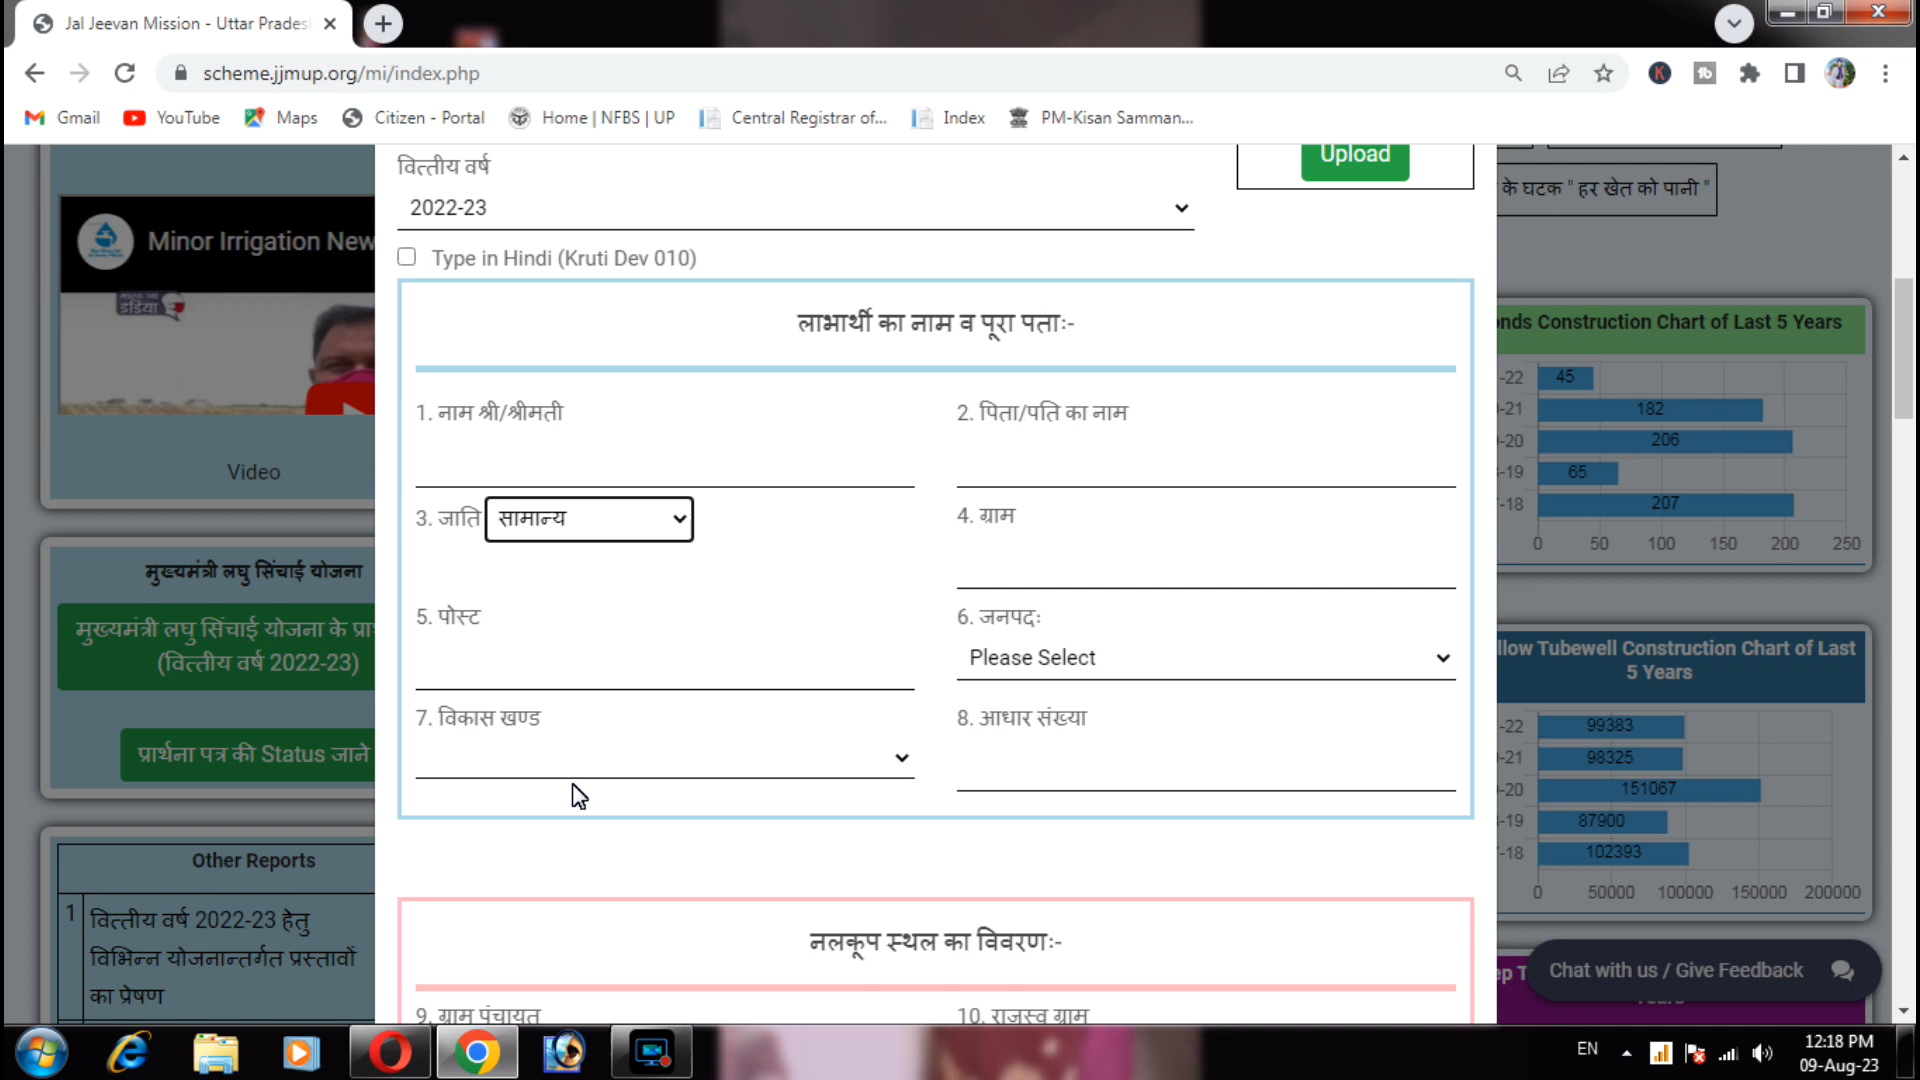 Jal Jeevan Mission - Uttar Prades
scheme.jjmup.org/mi/index.php
Gmail
YouTube
Maps
Citizen - Portal
Home | NFBS | UP
Central Registrar of...
Index
PM-Kisan Samman...
वित्तीय वर्ष
2022-23
Upload
के घटक " हर खेत को पानी "
Type in Hindi (Kruti Dev 010)
Minor Irrigation New
इंडिया
Video
लाभार्थी का नाम व पूरा पताः-
1. नाम श्री/श्रीमती
2. पिता/पति का नाम
3. जाति
सामान्य
4. ग्राम
5. पोस्ट
6. जनपदः
Please Select
7. विकास खण्ड
8. आधार संख्या
नलकूप स्थल का विवरणः-
9. ग्राम पंचायत
10. राजस्व ग्राम
मुख्यमंत्री लघु सिंचाई योजना
मुख्यमंत्री लघु सिंचाई योजना के प्रा
(वित्तीय वर्ष 2022-23)
प्रार्थना पत्र की Status जाने
Other Reports
1
वित्तीय वर्ष 2022-23 हेतु
विभिन्न योजनान्तर्गत प्रस्तावों
का प्रेषण
onds Construction Chart of Last 5 Years
-22 45
-21 182
-20 206
-19 65
-18 207
0 50 100 150 200 250
llow Tubewell Construction Chart of Last
5 Years
-22 99383
-21 98325
-20 151067
-19 87900
-18 102393
0 50000 100000 150000 200000
ep T
Years
Chat with us / Give Feedback
EN
12:18 PM
09-Aug-23